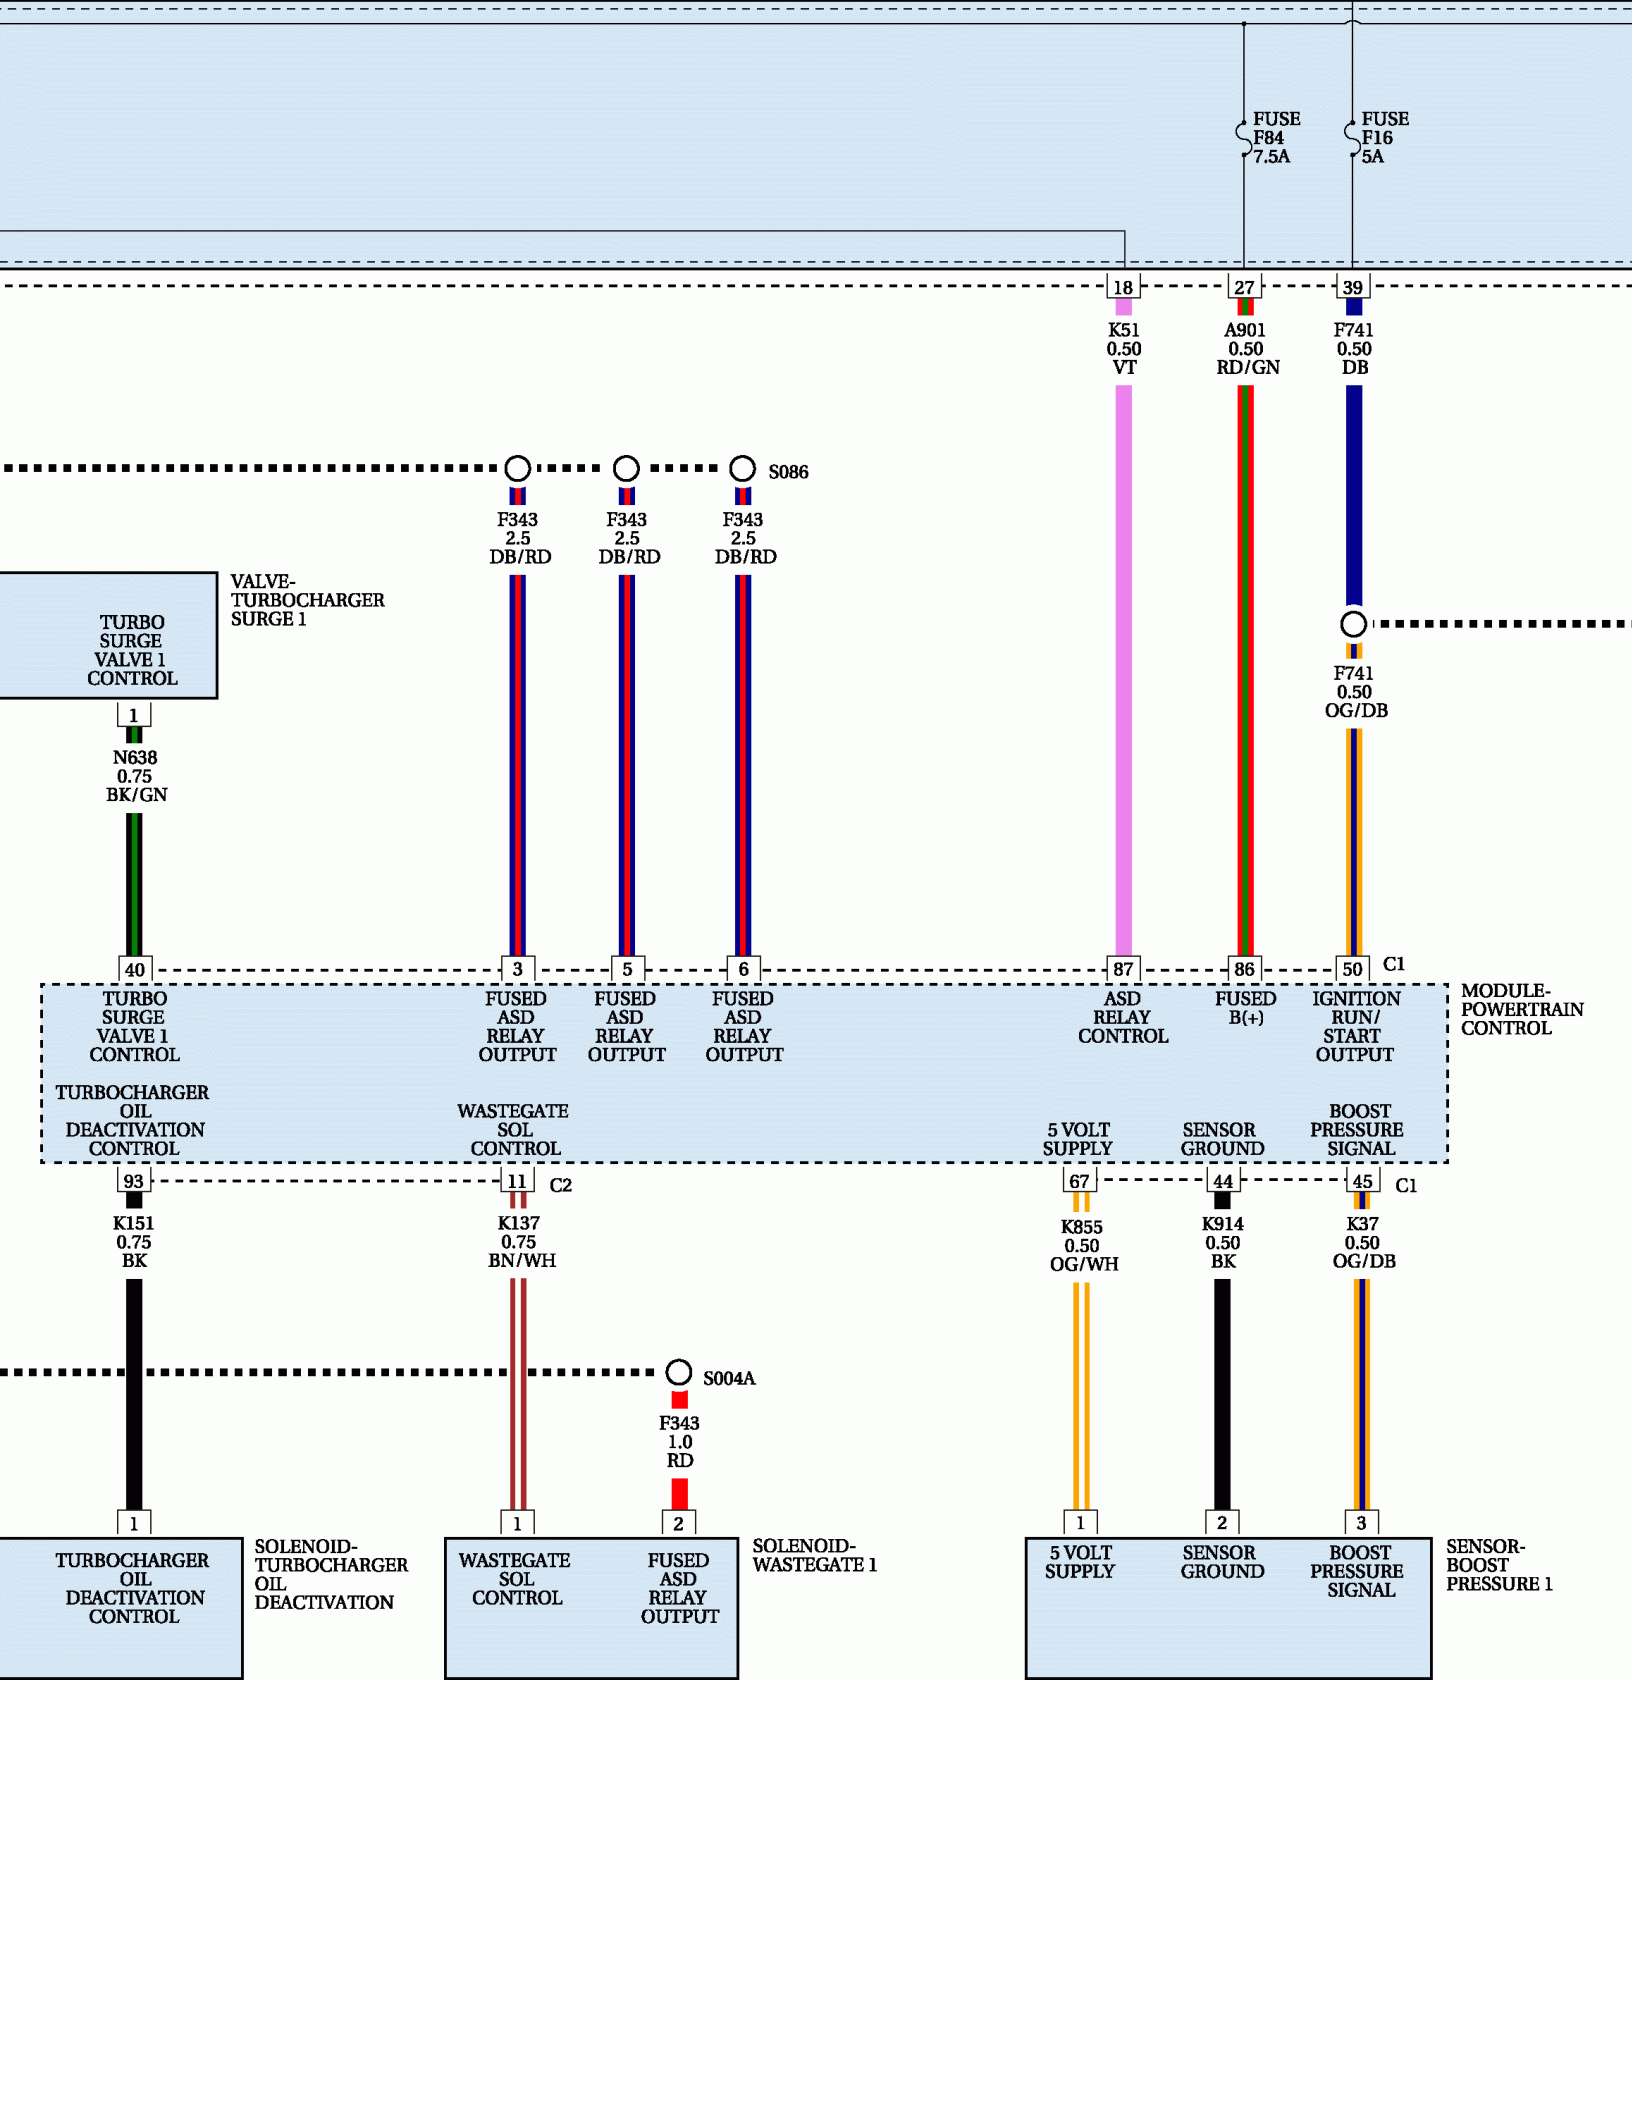 FUSE
F84
7.5A
FUSE
F16
5A
18
27
39
K51
0.50
VT
A901
0.50
RD/GN
F741
0.50
DB
S086
F343
2.5
DB/RD
F343
2.5
DB/RD
F343
2.5
DB/RD
VALVE-
TURBOCHARGER
SURGE 1
TURBO
SURGE
VALVE 1
CONTROL
1
N638
0.75
BK/GN
F741
0.50
OG/DB
40
3
5
6
87
86
50
C1
TURBO
SURGE
VALVE 1
CONTROL
FUSED
ASD
RELAY
OUTPUT
FUSED
ASD
RELAY
OUTPUT
FUSED
ASD
RELAY
OUTPUT
ASD
RELAY
CONTROL
FUSED
B(+)
IGNITION
RUN/
START
OUTPUT
MODULE-
POWERTRAIN
CONTROL
TURBOCHARGER
OIL
DEACTIVATION
CONTROL
WASTEGATE
SOL
CONTROL
5 VOLT
SUPPLY
SENSOR
GROUND
BOOST
PRESSURE
SIGNAL
93
11
C2
67
44
45
C1
K151
0.75
BK
K137
0.75
BN/WH
K855
0.50
OG/WH
K914
0.50
BK
K37
0.50
OG/DB
S004A
F343
1.0
RD
1
1
2
1
2
3
TURBOCHARGER
OIL
DEACTIVATION
CONTROL
SOLENOID-
TURBOCHARGER
OIL
DEACTIVATION
WASTEGATE
SOL
CONTROL
FUSED
ASD
RELAY
OUTPUT
SOLENOID-
WASTEGATE 1
5 VOLT
SUPPLY
SENSOR
GROUND
BOOST
PRESSURE
SIGNAL
SENSOR-
BOOST
PRESSURE 1